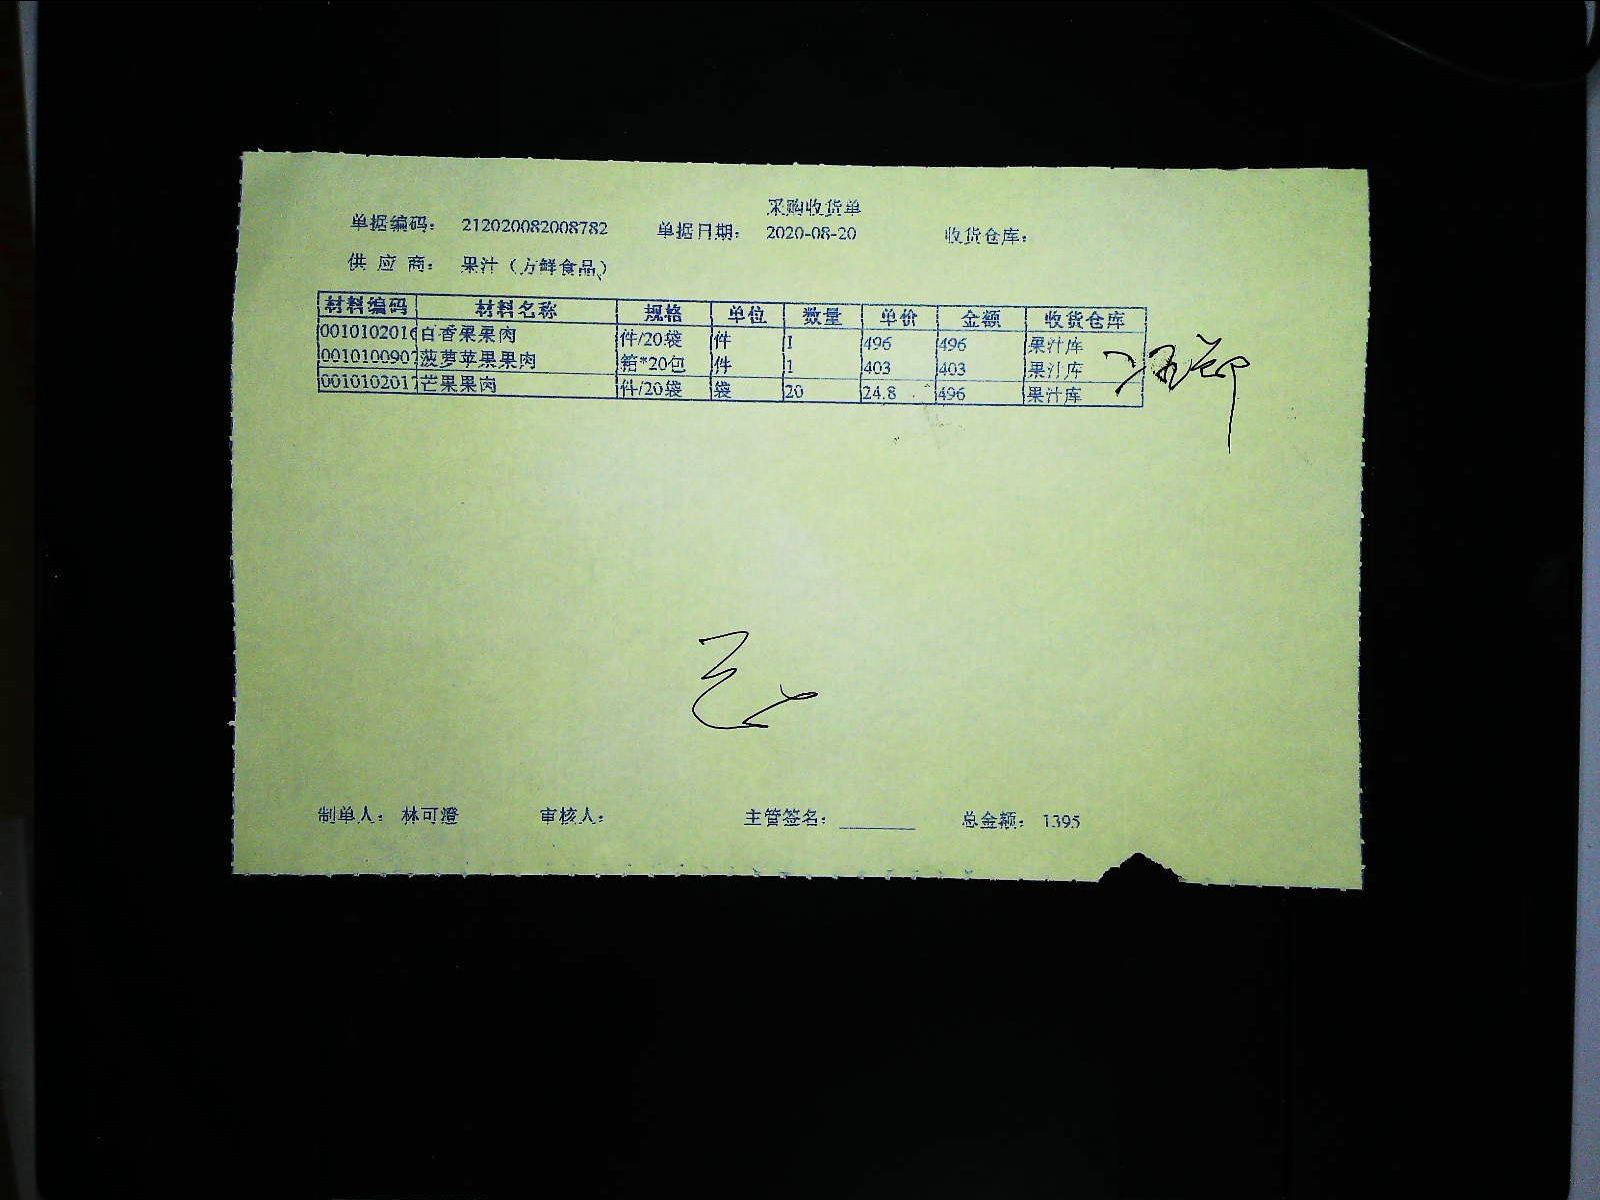 采购收货单
单据编码： 212020082008782 单据日期： 2020-08-20 收货仓库：
供 应 商： 果汁（方鲜食品）
材料编码 材料名称 规格 单位 数量 单价 金额 收货仓库
0010102016 白香果果肉 件/20袋 件 1 496 496 果汁库
001010090 菠萝苹果果肉 箱*20包 件 1 403 403 果汁库
001010201 芒果果肉 件/20袋 袋 20 24.8 496 果汁库
制单人： 林可澄 审核人： 主管签名： 总金额： 1395